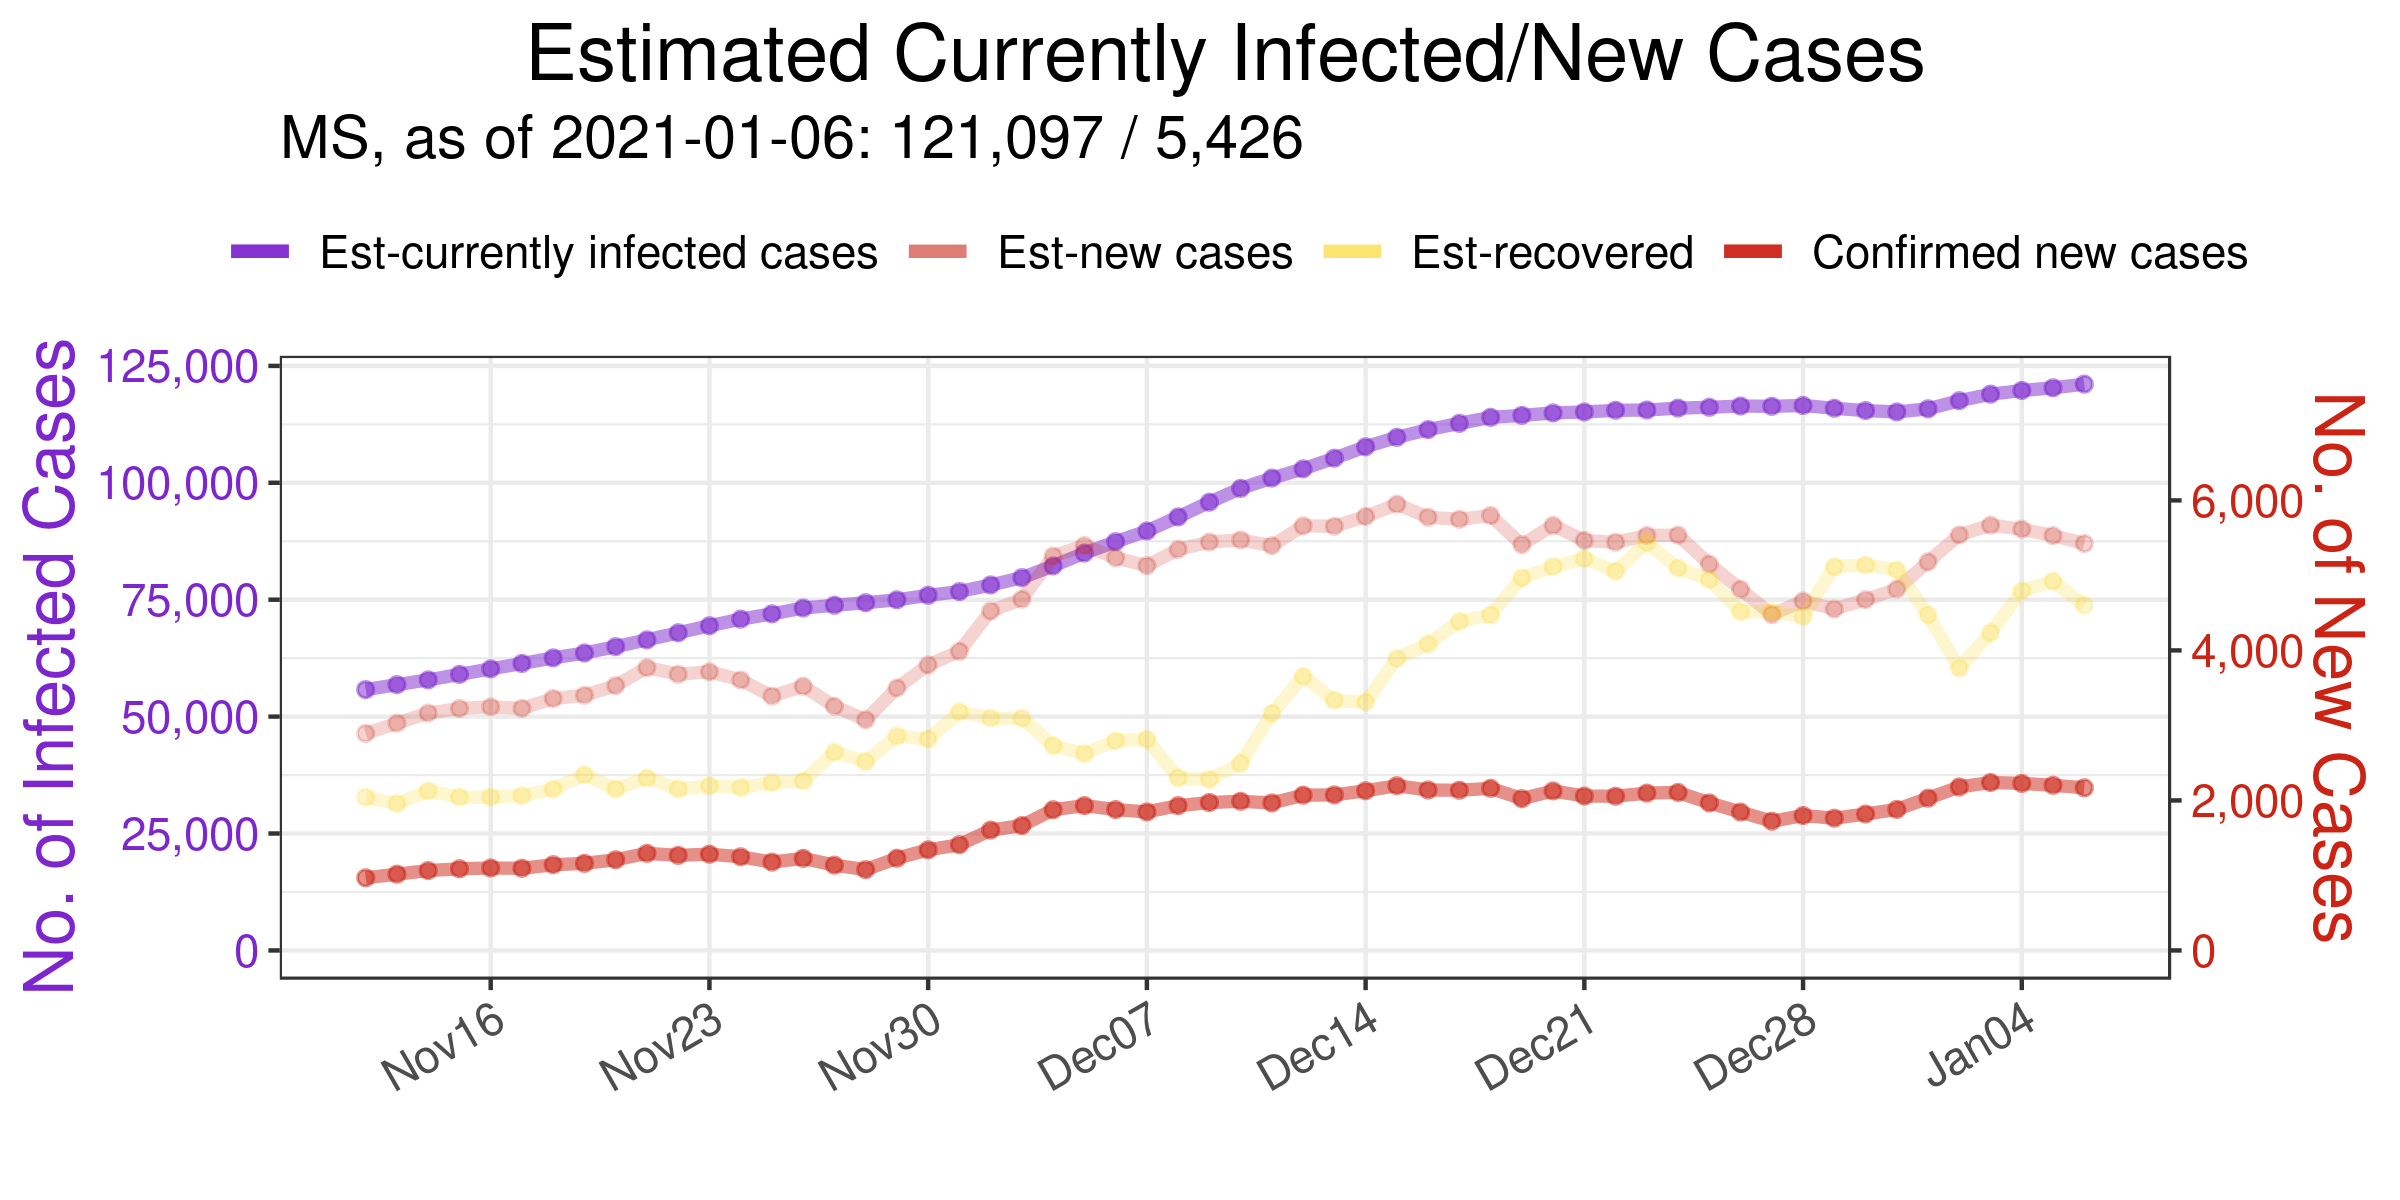 Estimated Currently Infected/New Cases
MS, as of 2021-01-06: 121,097 / 5,426
Est-currently infected cases Est-new cases Est-recovered Confirmed new cases
No. of Infected Cases
125,000
100,000
75,000
50,000
25,000
0
6,000
4,000
2,000
0
No. of New Cases
Nov16 Nov23 Nov30 Dec07 Dec14 Dec21 Dec28 Jan04